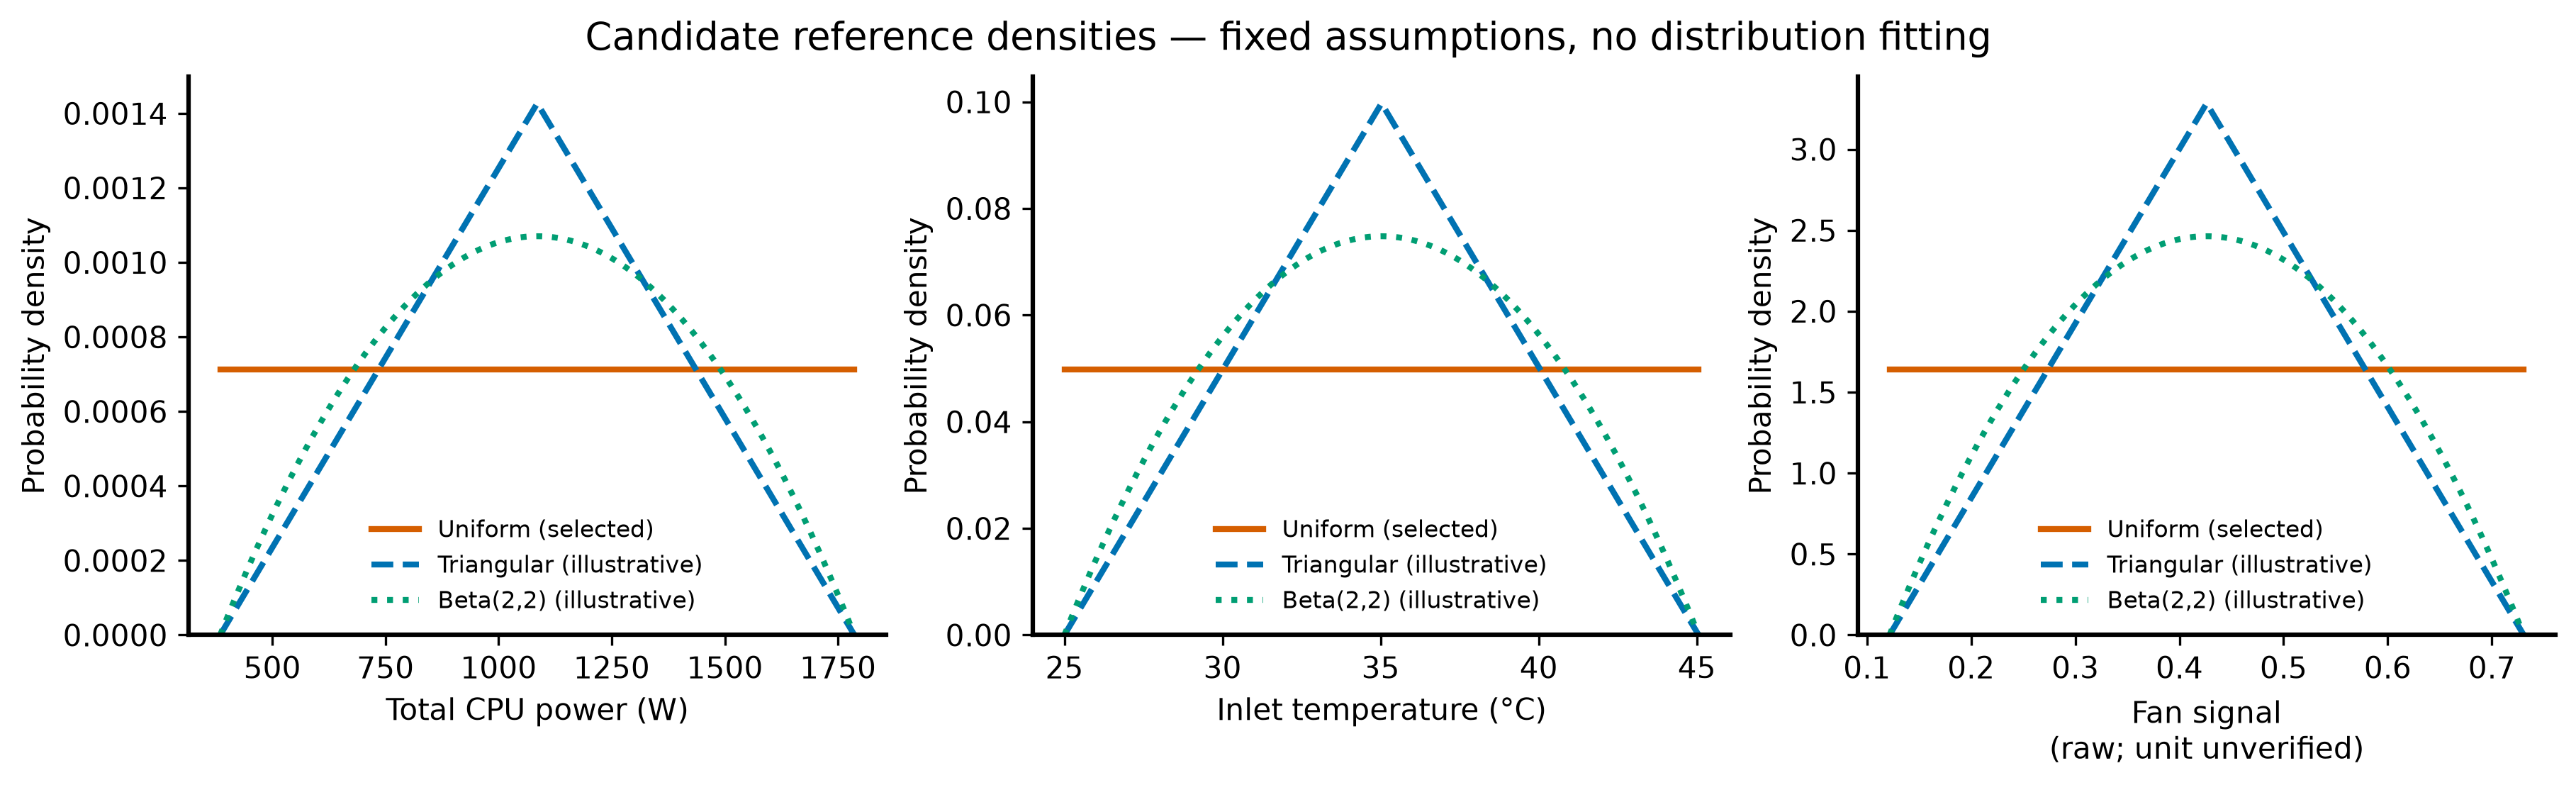 Candidate reference densities — fixed assumptions, no distribution fitting
Probability density
0.0014
0.0012
0.0010
0.0008
0.0006
0.0004
0.0002
0.0000
Uniform (selected)
Triangular (illustrative)
Beta(2,2) (illustrative)
500 750 1000 1250 1500 1750
Total CPU power (W)
Probability density
0.10
0.08
0.06
0.04
0.02
0.00
Uniform (selected)
Triangular (illustrative)
Beta(2,2) (illustrative)
25 30 35 40 45
Inlet temperature (°C)
Probability density
3.0
2.5
2.0
1.5
1.0
0.5
0.0
Uniform (selected)
Triangular (illustrative)
Beta(2,2) (illustrative)
0.1 0.2 0.3 0.4 0.5 0.6 0.7
Fan signal
(raw; unit unverified)